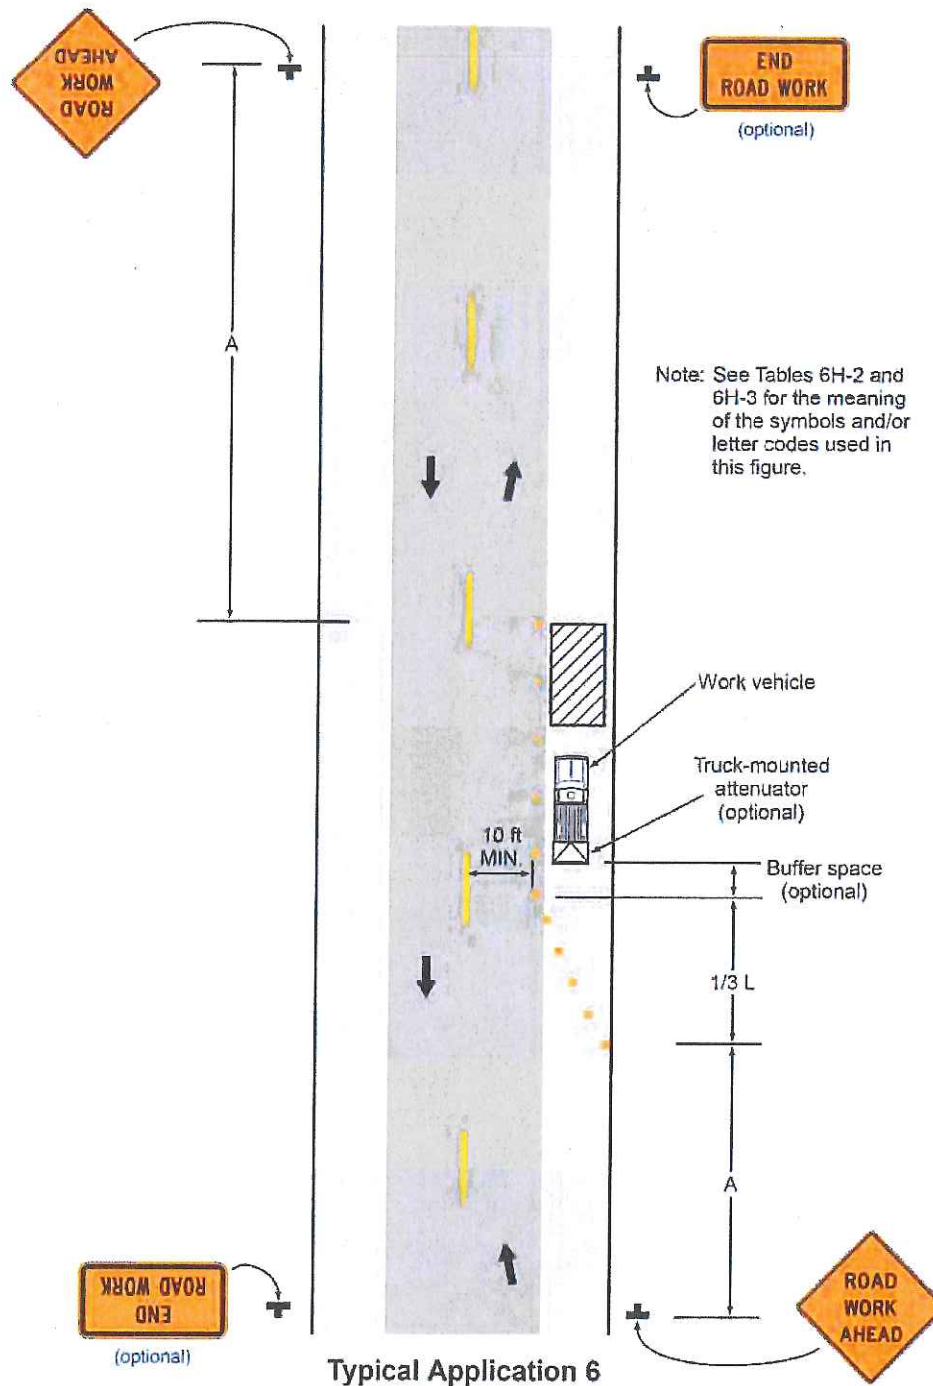 ROAD
WORK
AHEAD
END
ROAD WORK
(optional)
A
Note: See Tables 6H-2 and
6H-3 for the meaning
of the symbols and/or
letter codes used in
this figure.
Work vehicle
Truck-mounted
attenuator
(optional)
10 ft
MIN.
Buffer space
(optional)
1/3 L
A
END
ROAD WORK
(optional)
ROAD
WORK
AHEAD
Typical Application 6